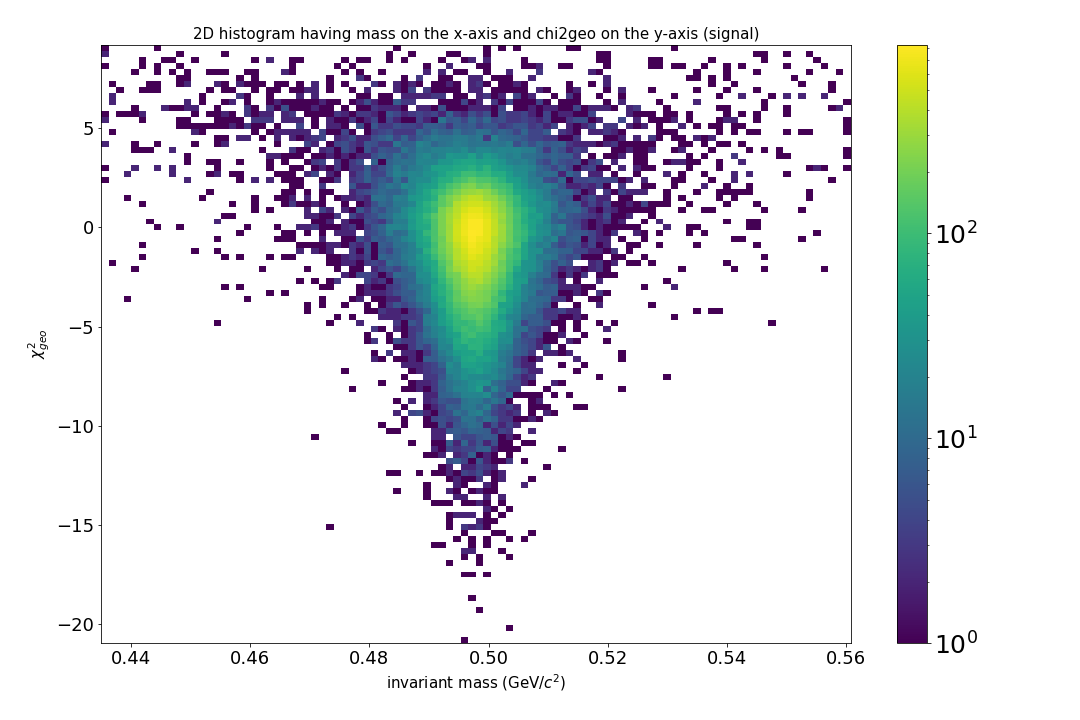 2D histogram having mass on the x-axis and chi2geo on the y-axis (signal)
5
0
−5
−10
−15
−20
χ²geo
0.44 0.46 0.48 0.50 0.52 0.54 0.56
invariant mass (GeV/c²)
10²
10¹
10⁰